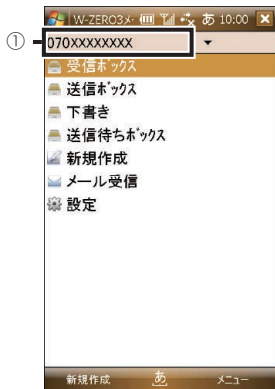 W-ZERO3メ あ 10:00
① 070XXXXXXXX
受信ボックス
送信ボックス
下書き
送信待ちボックス
新規作成
メール受信
設定
新規作成 あ メニュー